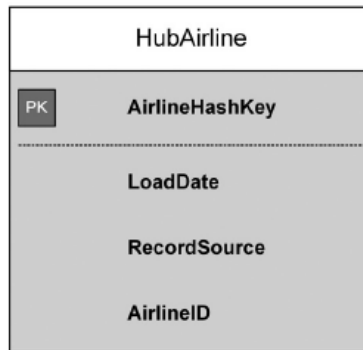 HubAirline
PK AirlineHashKey
LoadDate
RecordSource
AirlineID